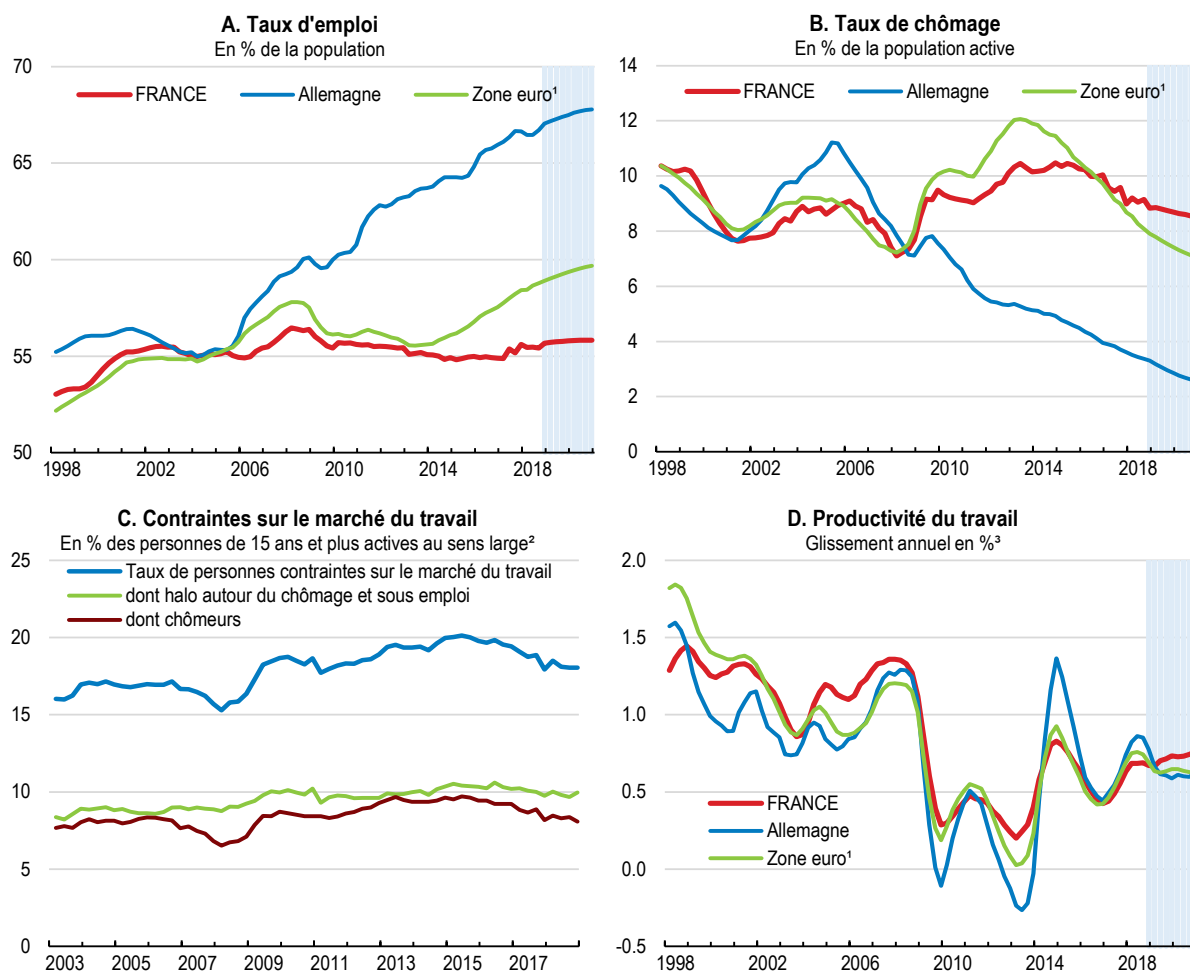 A. Taux d'emploi
En % de la population
70
FRANCE Allemagne Zone euro¹
65
60
55
50
1998 2002 2006 2010 2014 2018
B. Taux de chômage
En % de la population active
14
FRANCE Allemagne Zone euro¹
12
10
8
6
4
2
0
1998 2002 2006 2010 2014 2018
C. Contraintes sur le marché du travail
En % des personnes de 15 ans et plus actives au sens large²
25
Taux de personnes contraintes sur le marché du travail
dont halo autour du chômage et sous emploi
dont chômeurs
20
15
10
5
0
2003 2005 2007 2009 2011 2013 2015 2017
D. Productivité du travail
Glissement annuel en %³
2.0
1.5
1.0
0.5
FRANCE
Allemagne
Zone euro¹
0.0
-0.5
1998 2002 2006 2010 2014 2018